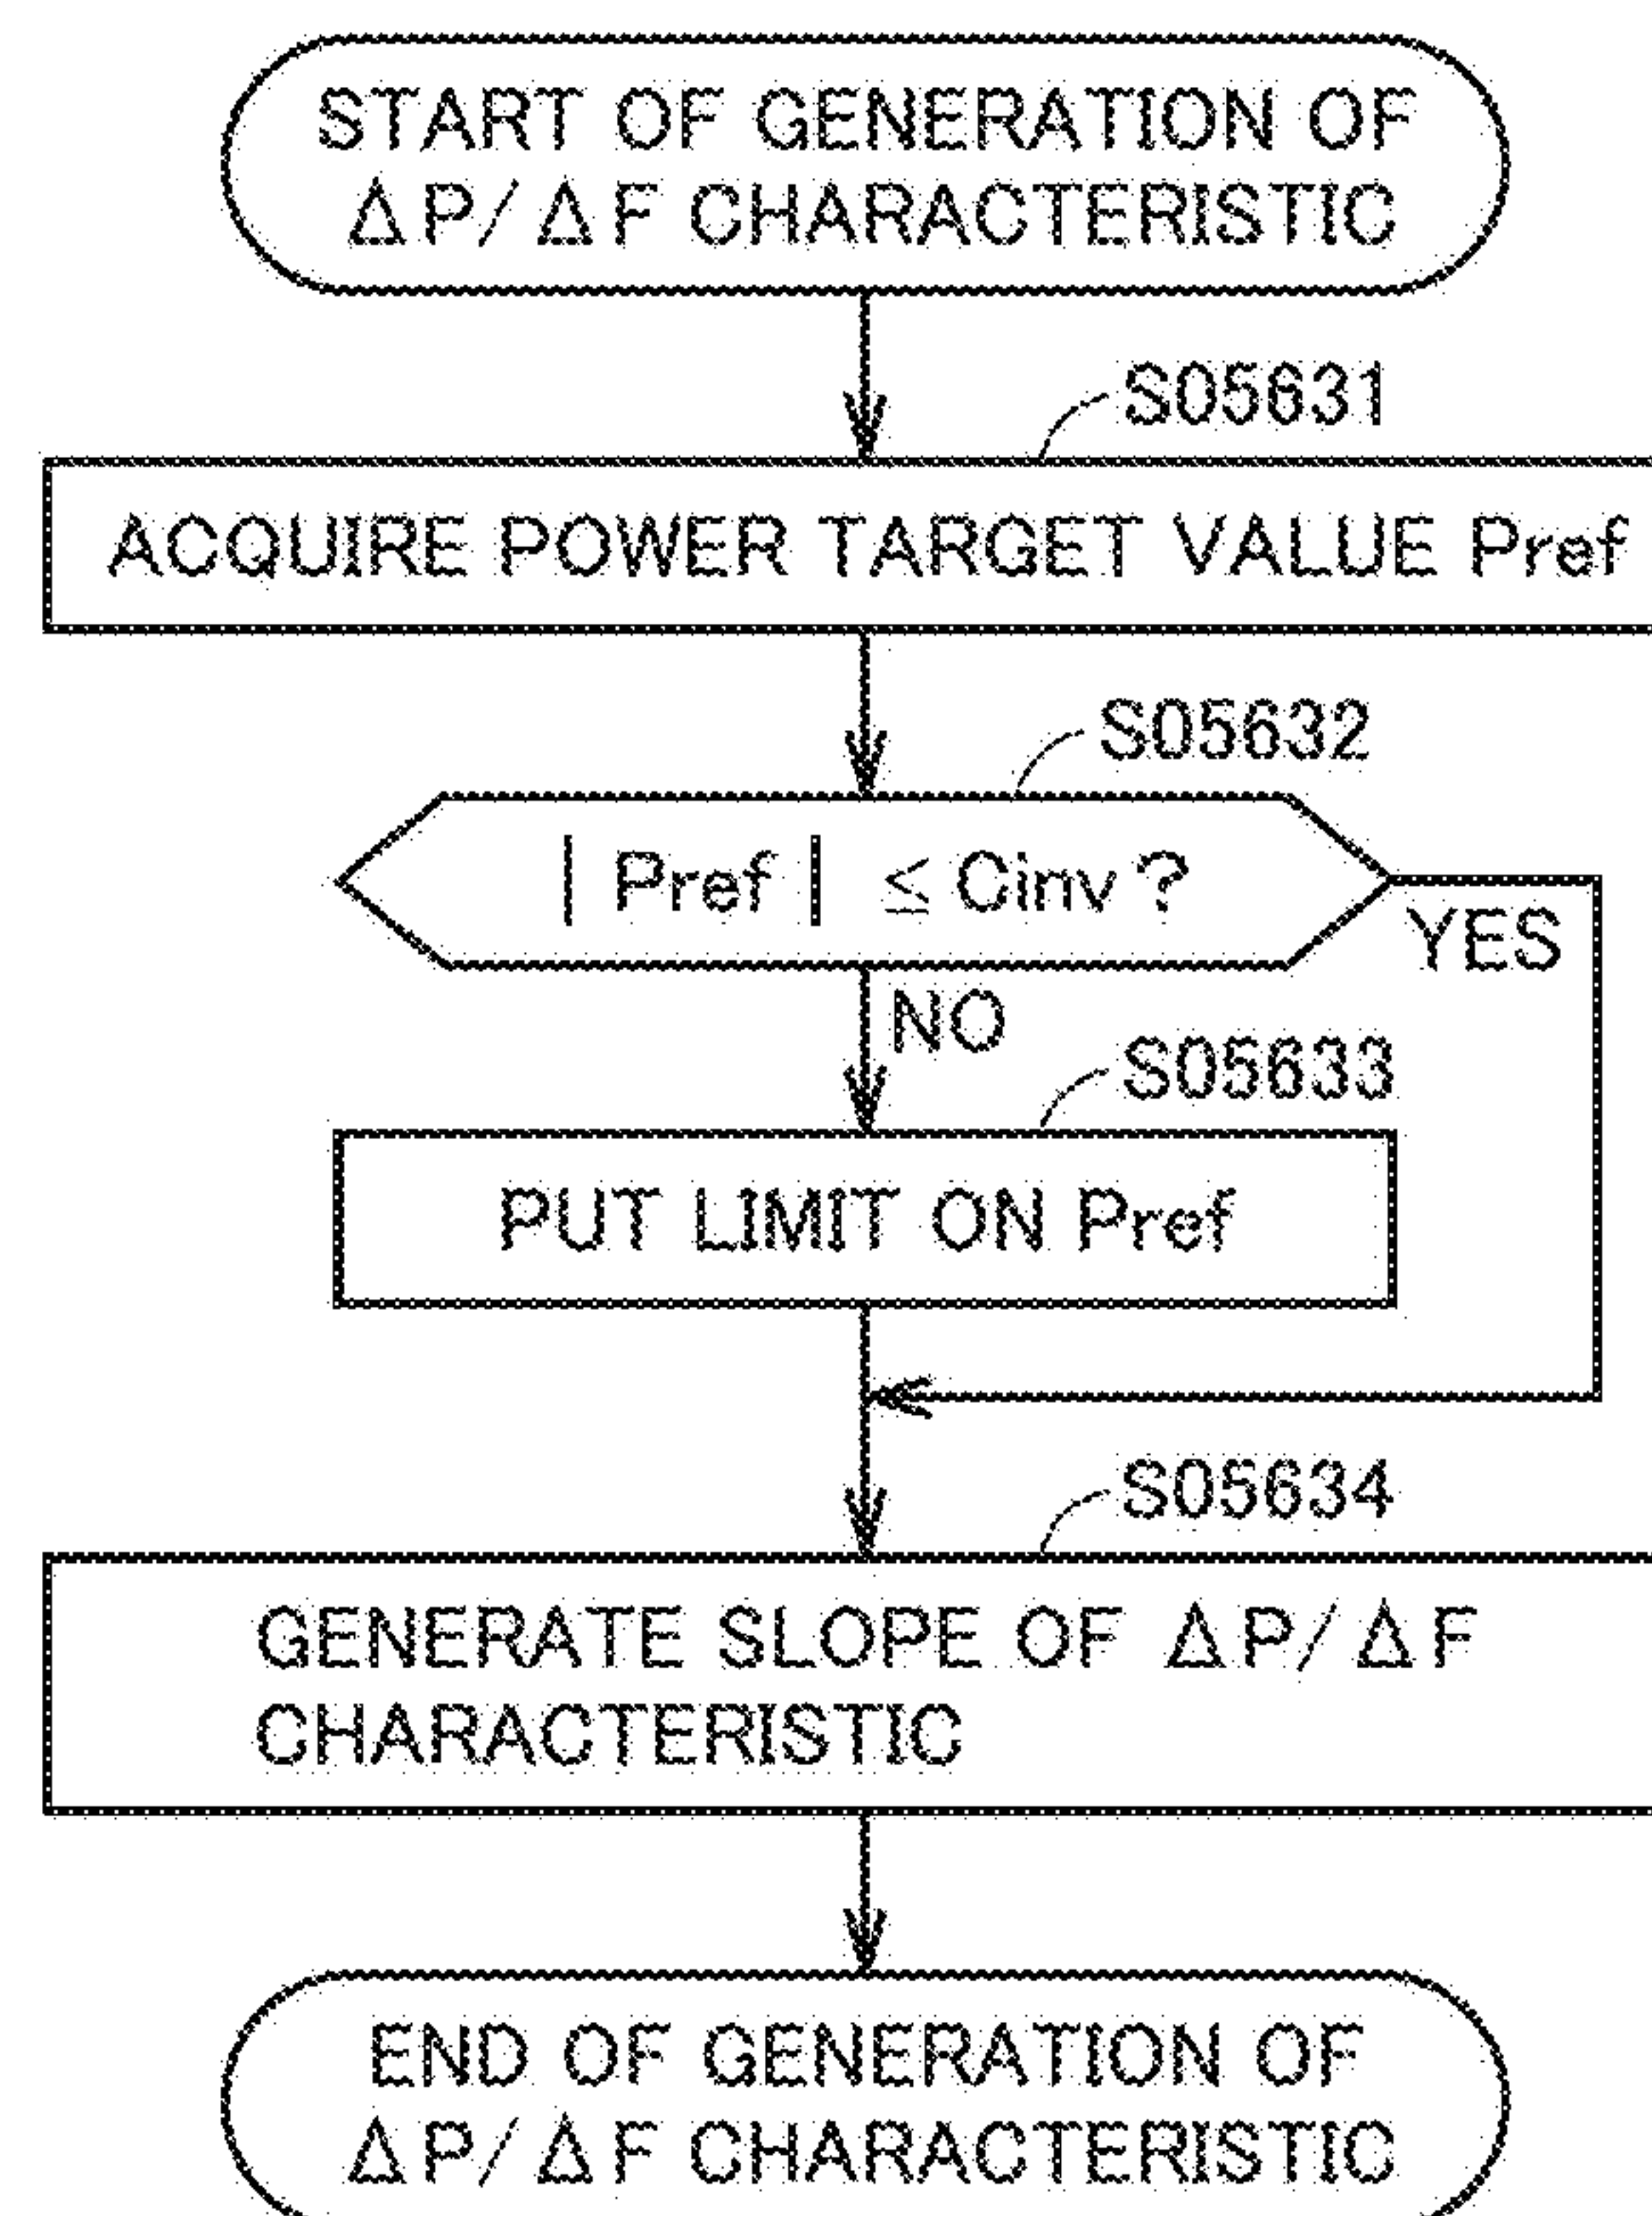 START OF GENERATION OF
ΔP/ΔF CHARACTERISTIC
S05631
ACQUIRE POWER TARGET VALUE Pref
S05632
| Pref | ≤ Cinv ?
YES
NO
S05633
PUT LIMIT ON Pref
S05634
GENERATE SLOPE OF ΔP/ΔF
CHARACTERISTIC
END OF GENERATION OF
ΔP/ΔF CHARACTERISTIC